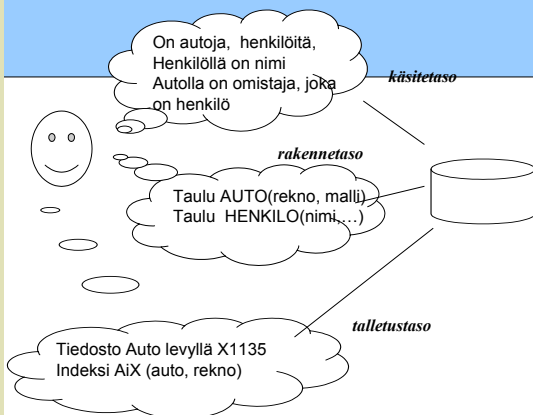 On autoja, henkilöitä,
Henkilöllä on nimi
Autolla on omistaja, joka
on henkilö
käsitetaso
rakennetaso
Taulu AUTO(rekno, malli)
Taulu HENKILO(nimi,…)
talletustaso
Tiedosto Auto levyllä X1135
Indeksi AiX (auto, rekno)